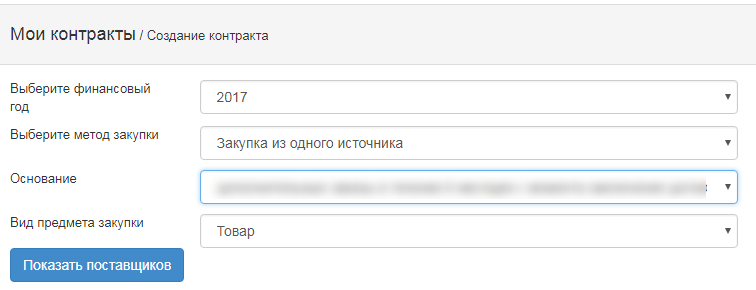 Мои контракты / Создание контракта
Выберите финансовый
год
2017
Выберите метод закупки
Закупка из одного источника
Основание
Вид предмета закупки
Товар
Показать поставщиков